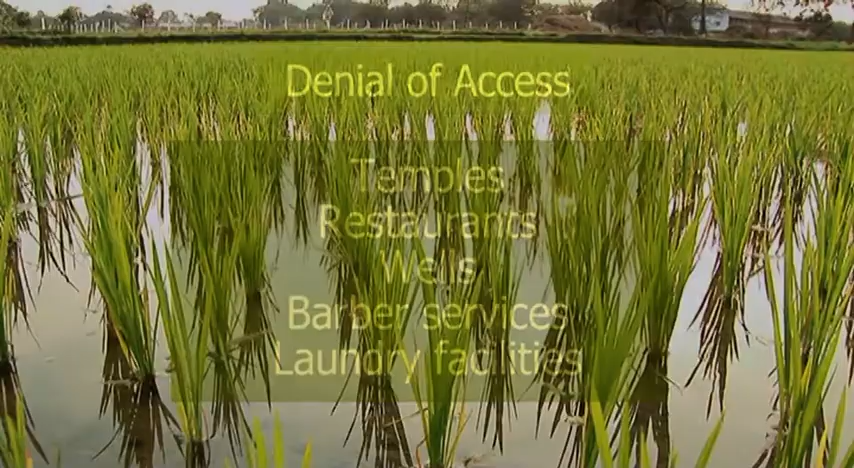 Denial of Access
Temples
Restaurants
Wells
Barber services
Laundry facilities